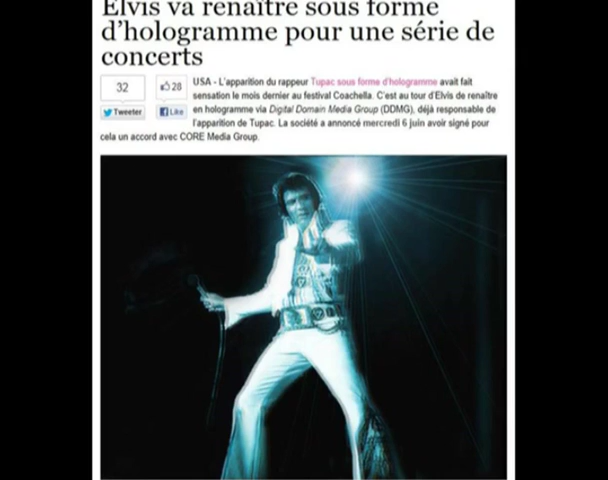 Elvis va renaître sous forme
d'hologramme pour une série de
concerts
32
28
Tweeter
Like
USA - L'apparition du rappeur Tupac sous forme d'hologramme avait fait
sensation le mois dernier au festival Coachella. C'est au tour d'Elvis de renaître
en hologramme via Digital Domain Media Group (DDMG), déjà responsable de
l'apparition de Tupac. La société a annoncé mercredi 6 juin avoir signé pour
cela un accord avec CORE Media Group.